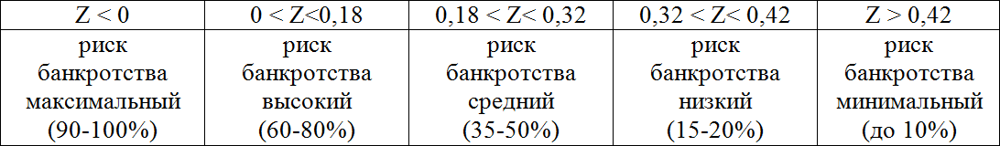 Z < 0
0 < Z<0,18
0,18 < Z< 0,32
0,32 < Z< 0,42
Z > 0,42
риск
банкротства
максимальный
(90-100%)
риск
банкротства
высокий
(60-80%)
риск
банкротства
средний
(35-50%)
риск
банкротства
низкий
(15-20%)
риск
банкротства
минимальный
(до 10%)